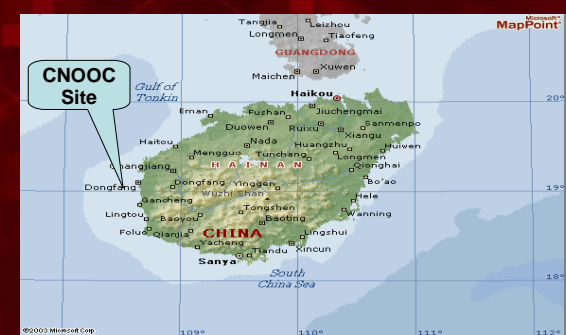 Microsoft®
MapPoint®
Tangjia
Leizhou
Longmen
Tiaofeng
GUANGDONG
Maichen
Xuwen
CNOOC
Site
Gulf of
Tonkin
Haikou
20°
Eman
Fushan
Jiuchengmai
Duowen
Ruixu
Sanmenpo
Xiangu
Haitou
Nada
Huangzhu
Huiwen
Mengguo
Tunchang
Longmen
hangjiang
HAINAN
Qionghai
Dongfang
Dongfang
Yinggen
Bo'ao
19°
Wuzhi Shan
Gancheng
Hele
Lingtou
Baoyou
Tongshen
Wanning
Baoting
Foluo
Qianjia
CHINA
Lingshui
Yacheng
Tiandu
Xincun
Sanya
South
China Sea
18°
©2003 Microsoft Corp
109°
110°
111°
112°